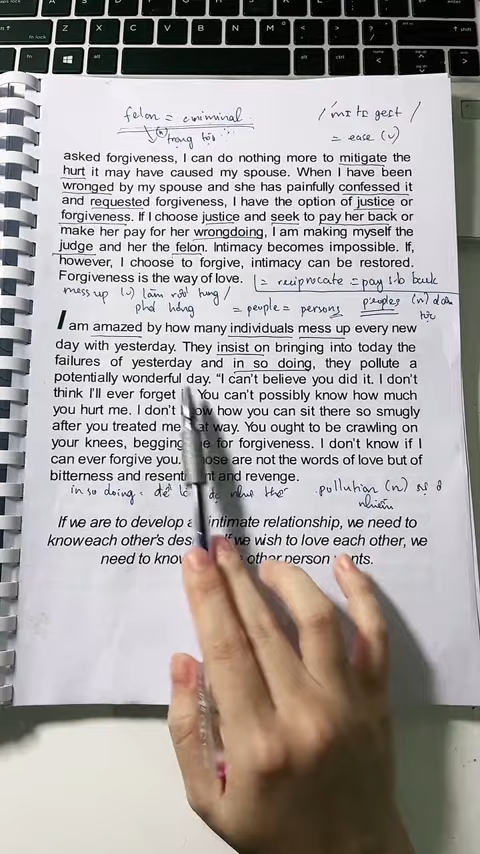 felon = criminal
trọng tội
= ease (v)
asked forgiveness, I can do nothing more to mitigate the
hurt it may have caused my spouse. When I have been
wronged by my spouse and she has painfully confessed it
and requested forgiveness, I have the option of justice or
forgiveness. If I choose justice and seek to pay her back or
make her pay for her wrongdoing, I am making myself the
judge and her the felon. Intimacy becomes impossible. If,
however, I choose to forgive, intimacy can be restored.
Forgiveness is the way of love.
= reciprocate = pay s.b back
mess up (v) làm rối tung /
phá hỏng
= people = persons
peoples (n) dân
tộc
I am amazed by how many individuals mess up every new
day with yesterday. They insist on bringing into today the
failures of yesterday and in so doing, they pollute a
potentially wonderful day. “I can’t believe you did it. I don’t
think I’ll ever forget You can’t possibly know how much
you hurt me. I don’t how you can sit there so smugly
after you treated me way. You ought to be crawling on
your knees, begging for forgiveness. I don’t know if I
can ever forgive you. are not the words of love but of
bitterness and and revenge.
in so doing = để như thế
pollution (n) sự ô
nhiễm
If we are to develop intimate relationship, we need to
know each other’s we wish to love each other, we
need to other person